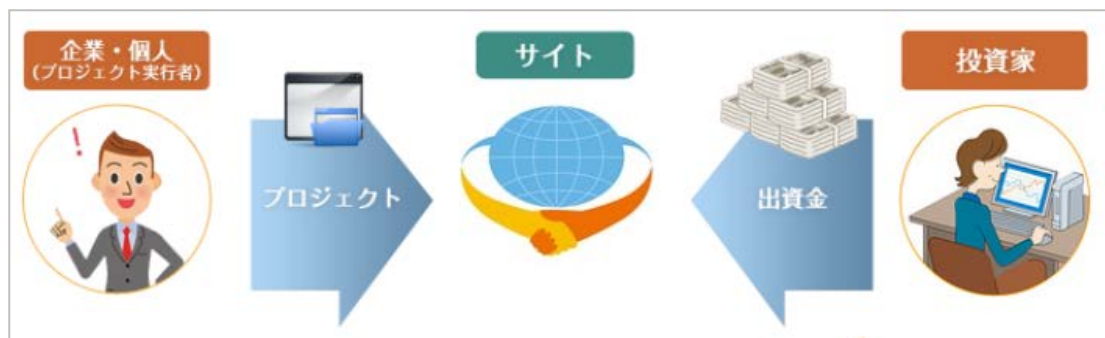 企業・個人
(プロジェクト実行者)
サイト
投資家
プロジェクト
出資金